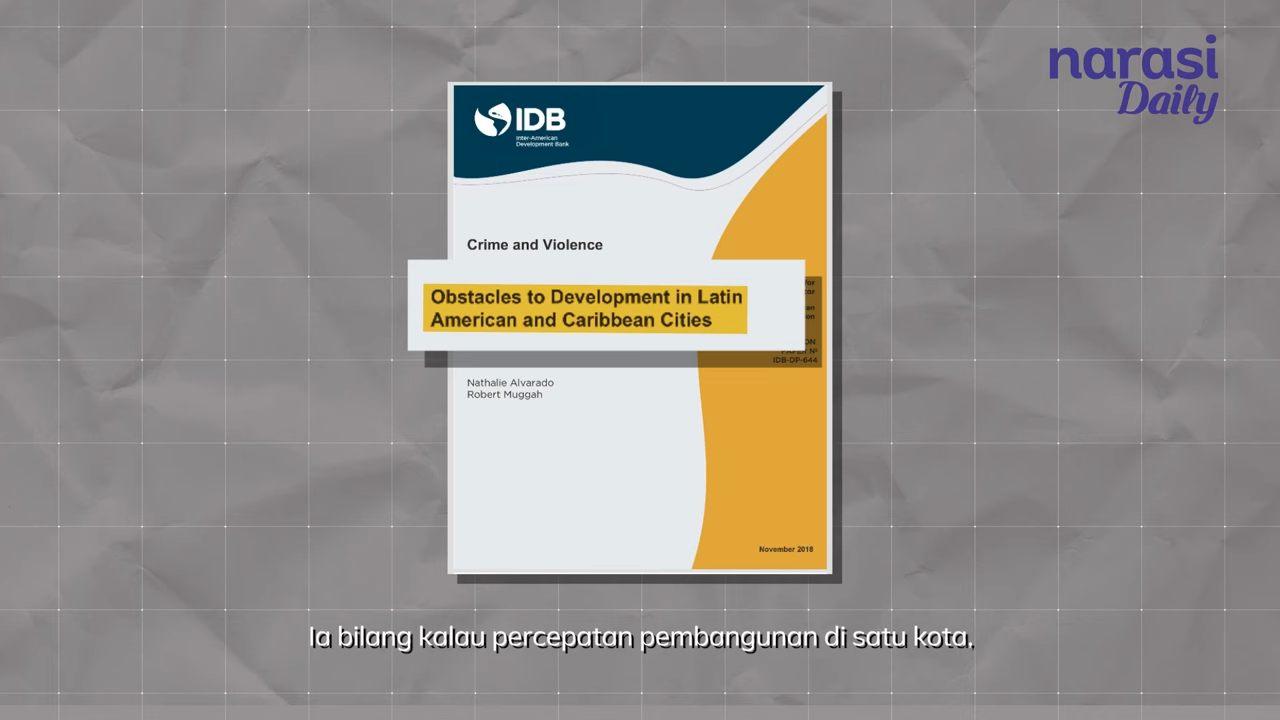 narasi
Daily
IDB
Inter-American
Development Bank
Crime and Violence
Obstacles to Development in Latin
American and Caribbean Cities
IDB-DP-644
Nathalie Alvarado
Robert Muggah
November 2018
Ia bilang kalau percepatan pembangunan di satu kota,